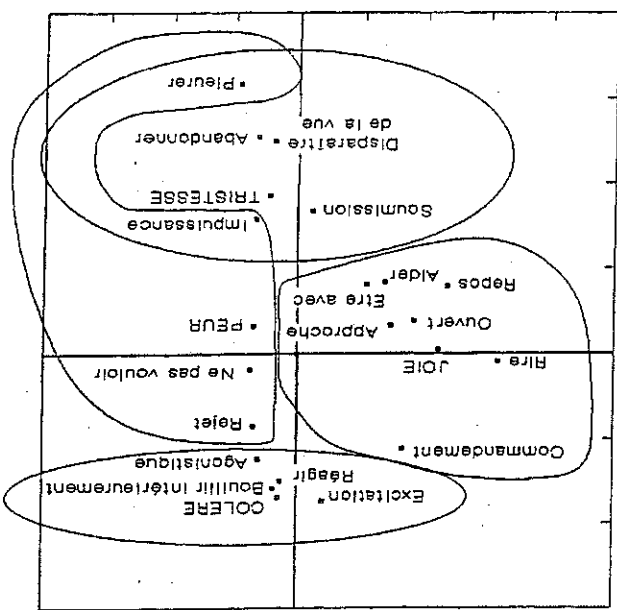 COLERE
Excitation
Bouillir intérieurement
Réagir
Agonistique
Commandement
Rejet
Ne pas vouloir
JOIE
Rire
Approche
PEUR
Ouvert
Etre avec
Repos
Aider
Impuissance
Soumission
TRISTESSE
Disparaître
de la vue
Abandonner
Pleurer